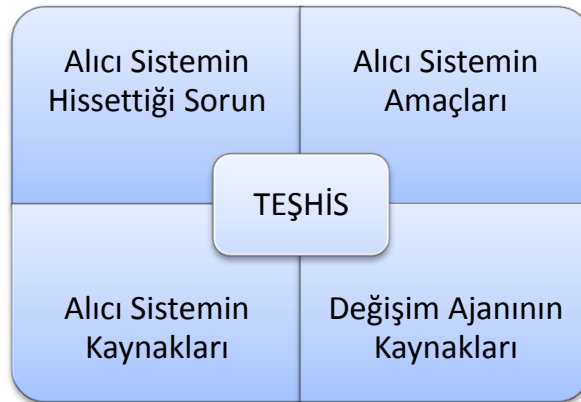 Alıcı Sistemin
Hissettiği Sorun
Alıcı Sistemin
Amaçları
TEŞHİS
Alıcı Sistemin
Kaynakları
Değişim Ajanının
Kaynakları